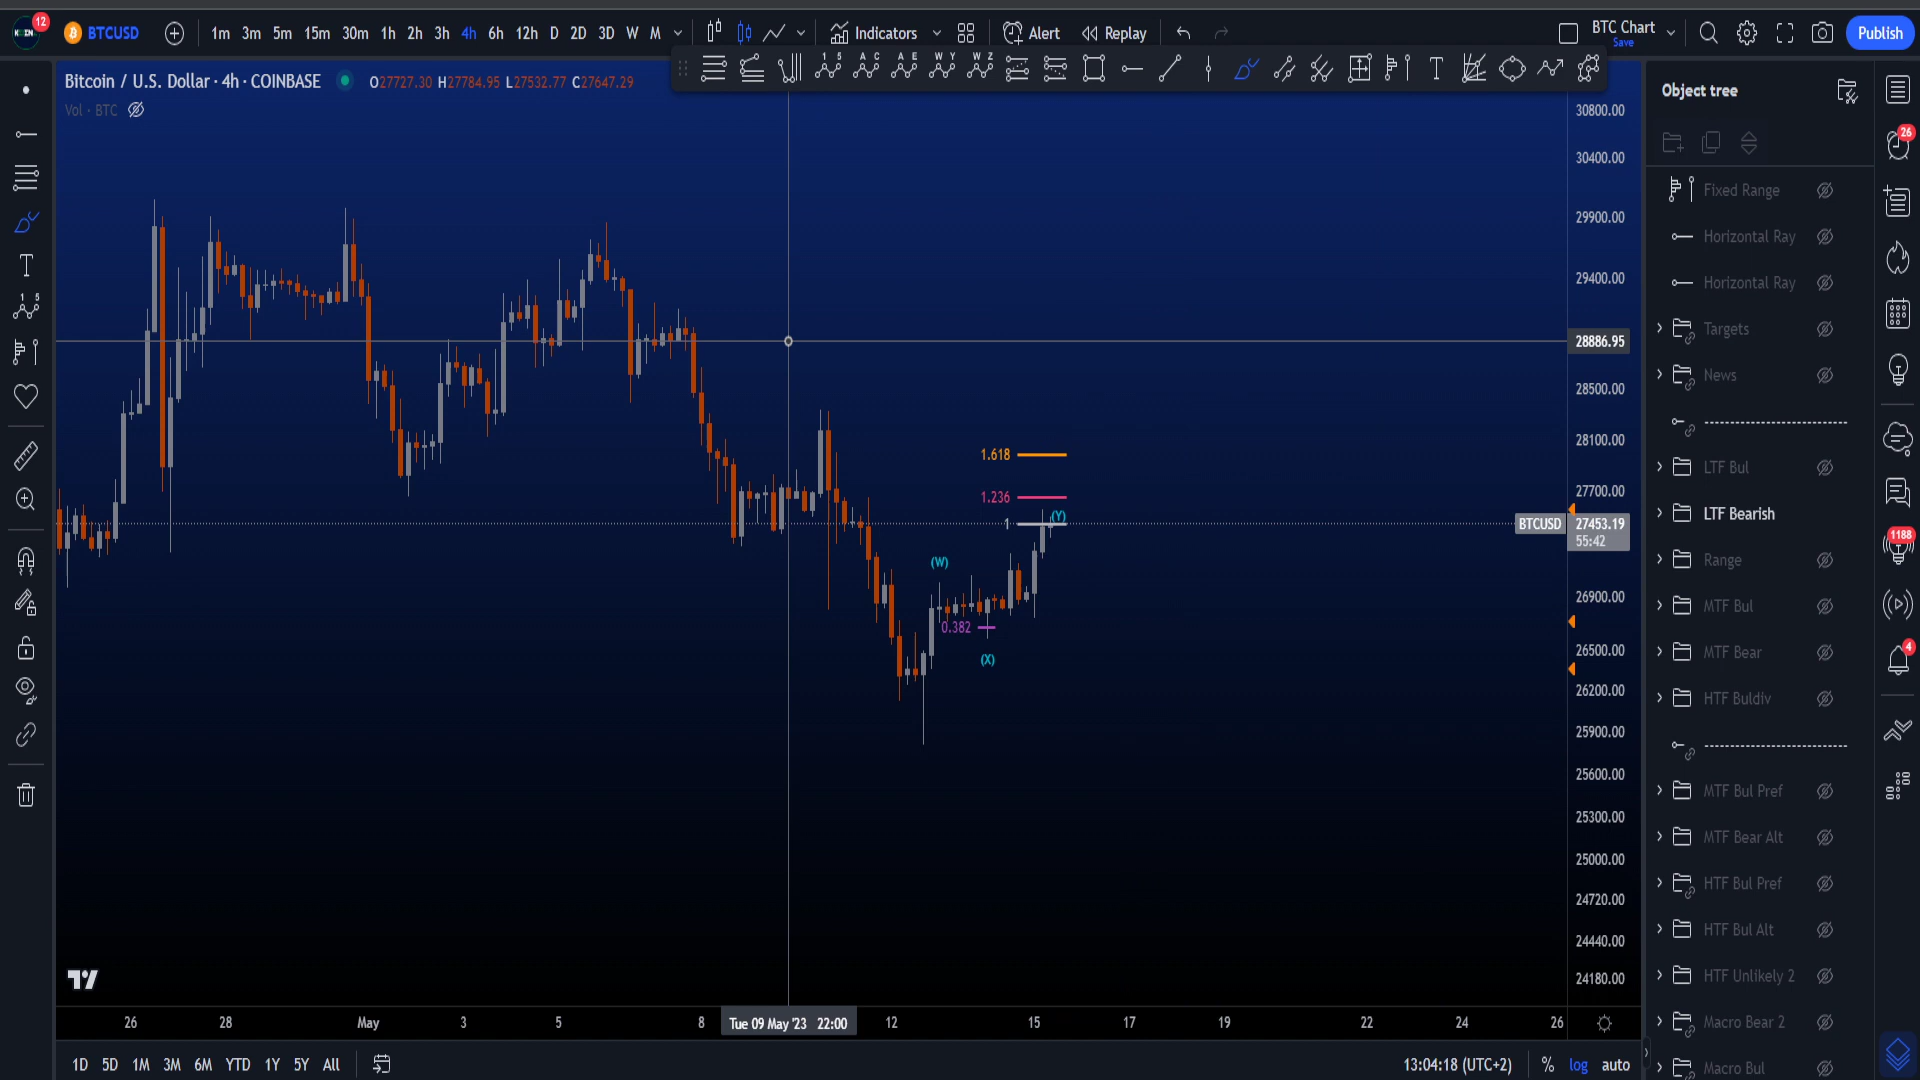 12
BTCUSD
1m 3m 5m 15m 30m 1h 2h 3h 4h 6h 12h D 2D 3D W M
Indicators
Alert
Replay
BTC Chart
Save
Publish
Bitcoin / U.S. Dollar · 4h · COINBASE
O27727.30 H27784.95 L27532.77 C27647.29
Vol · BTC
30800.00
30400.00
29900.00
29400.00
28886.95
28500.00
28100.00
27700.00
BTCUSD 27453.19
55:42
26900.00
26500.00
26200.00
25900.00
25600.00
25300.00
25000.00
24720.00
24440.00
24180.00
1.618
1.236
1
(Y)
(W)
0.382
(X)
26 28 May 3 5 8 Tue 09 May '23 22:00 12 15 17 19 22 24 26
1D 5D 1M 3M 6M YTD 1Y 5Y All
13:04:18 (UTC+2)
% log auto
Object tree
Fixed Range
Horizontal Ray
Horizontal Ray
Targets
News
LTF Bul
LTF Bearish
Range
MTF Bul
MTF Bear
HTF Buldiv
MTF Bul Pref
MTF Bear Alt
HTF Bul Pref
HTF Bul Alt
HTF Unlikely 2
Macro Bear 2
Macro Bul
26
1188
4